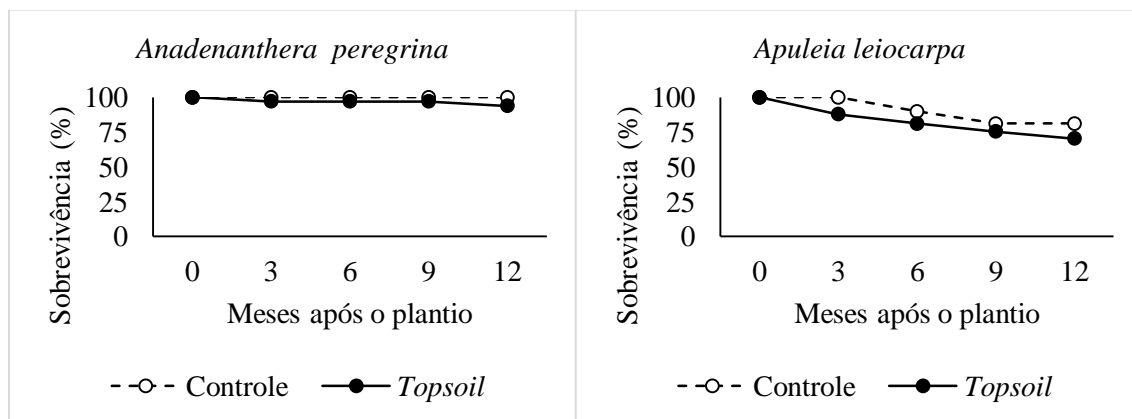 Anadenanthera peregrina
Sobrevivência (%)
100
75
50
25
0
0 3 6 9 12
Meses após o plantio
Controle Topsoil
Apuleia leiocarpa
Sobrevivência (%)
100
75
50
25
0
0 3 6 9 12
Meses após o plantio
Controle Topsoil